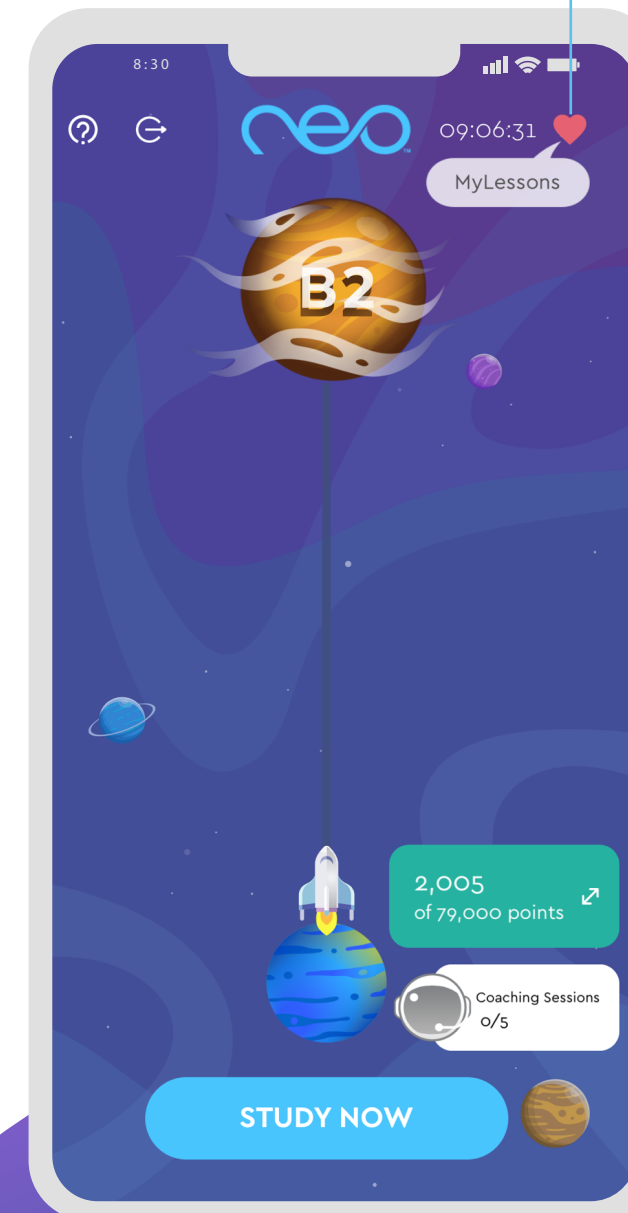 8:30
neo™
09:06:31
MyLessons
B2
2,005
of 79,000 points
Coaching Sessions
0/5
STUDY NOW